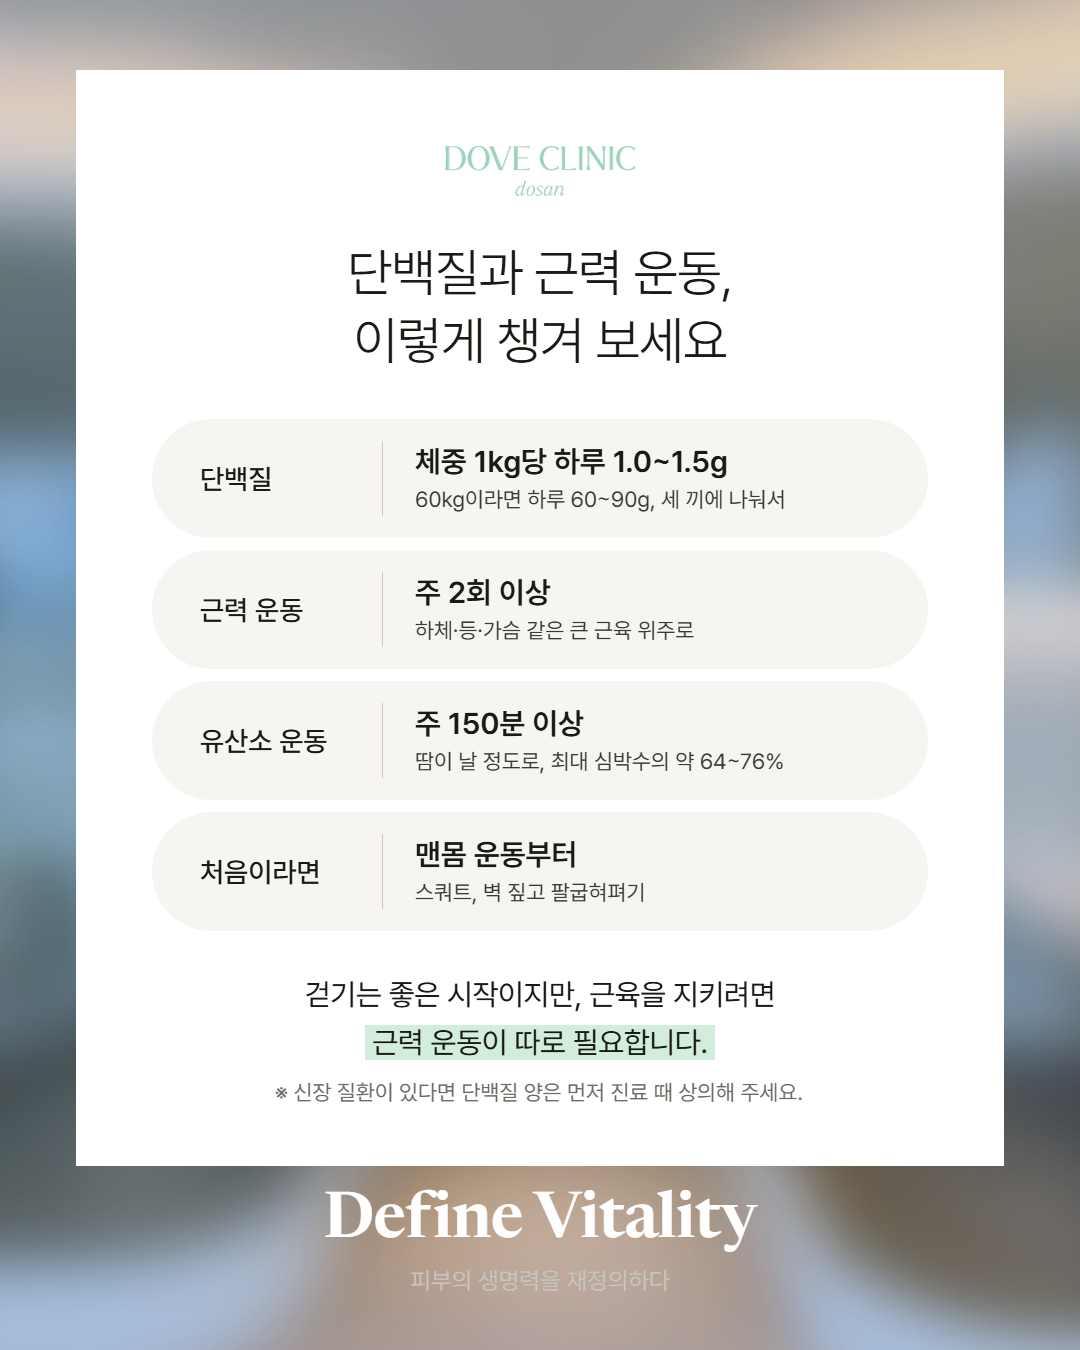 DOVE CLINIC
dosan
단백질과 근력 운동,
이렇게 챙겨 보세요
단백질
체중 1kg당 하루 1.0~1.5g
60kg이라면 하루 60~90g, 세 끼에 나눠서
근력 운동
주 2회 이상
하체·등·가슴 같은 큰 근육 위주로
유산소 운동
주 150분 이상
땀이 날 정도로, 최대 심박수의 약 64~76%
처음이라면
맨몸 운동부터
스쿼트, 벽 짚고 팔굽혀펴기
걷기는 좋은 시작이지만, 근육을 지키려면
근력 운동이 따로 필요합니다.
※ 신장 질환이 있다면 단백질 양은 먼저 진료 때 상의해 주세요.
Define Vitality
피부의 생명력을 재정의하다